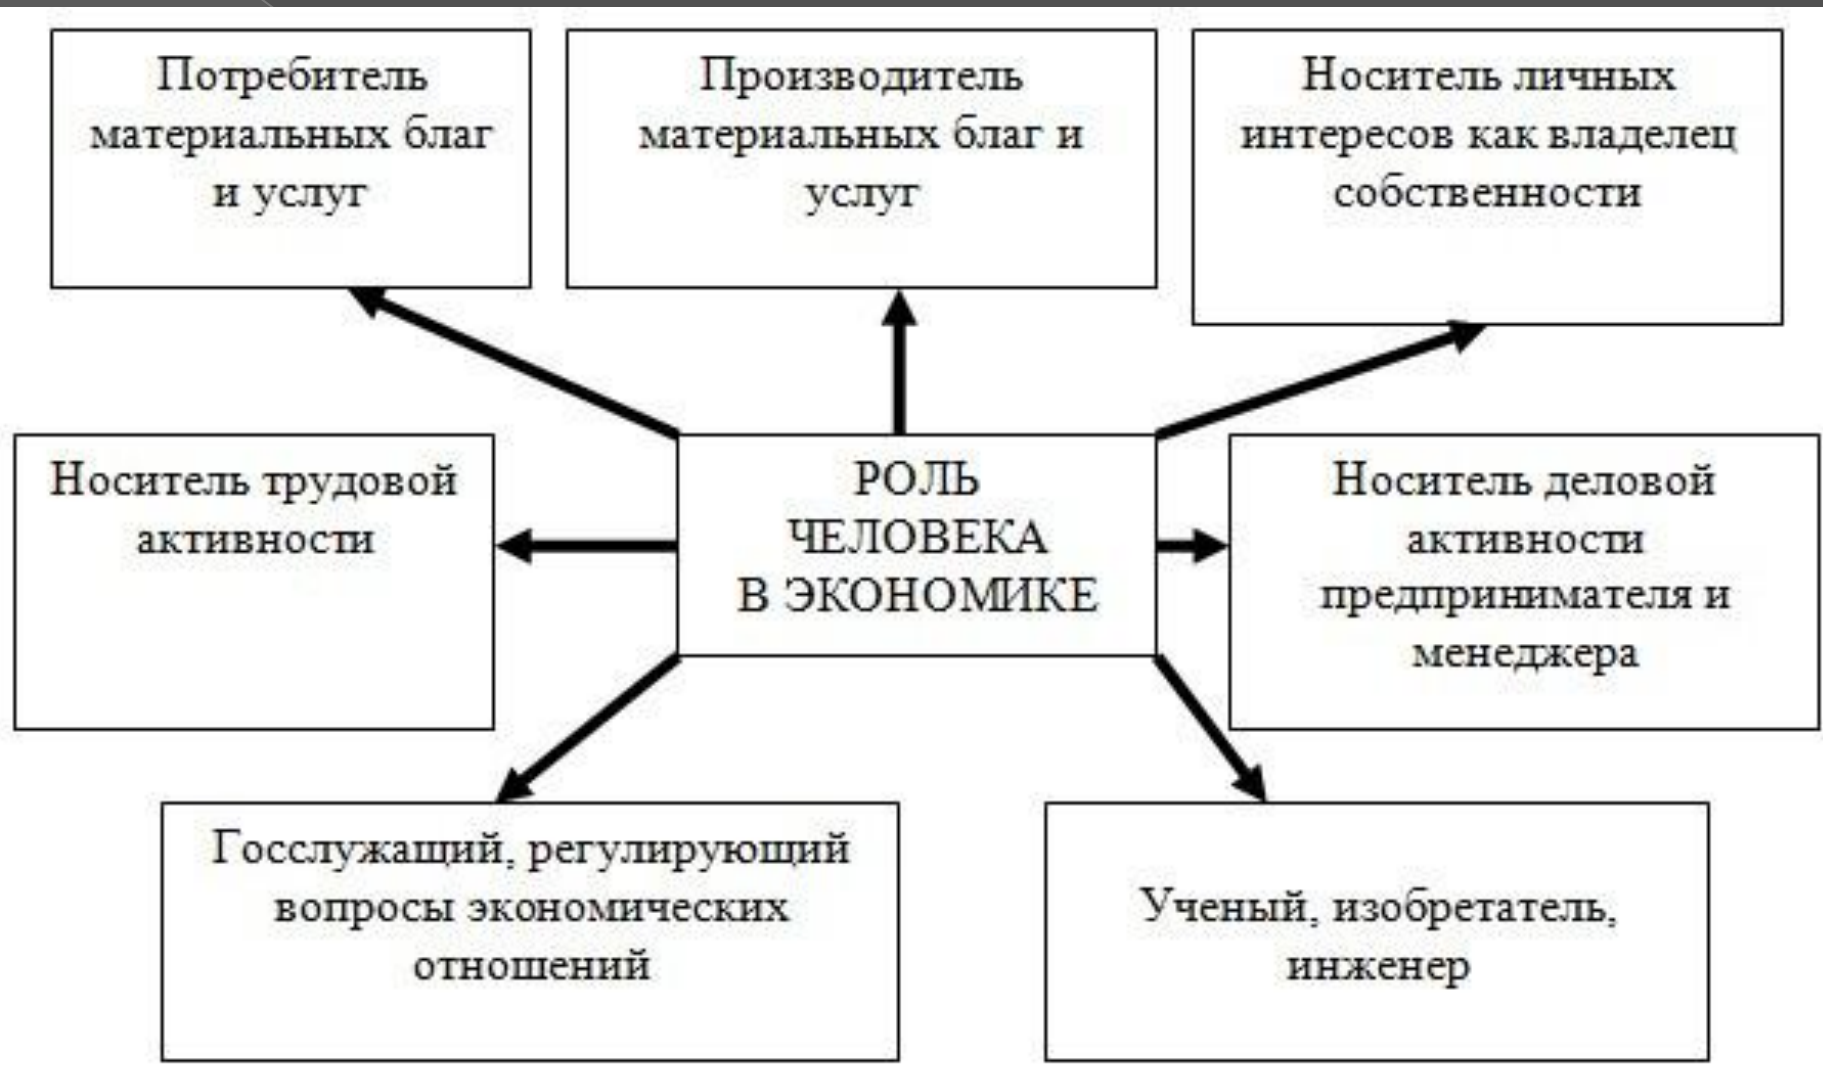 Потребитель
материальных благ
и услуг
Производитель
материальных благ и
услуг
Носитель личных
интересов как владелец
собственности
Носитель трудовой
активности
РОЛЬ
ЧЕЛОВЕКА
В ЭКОНОМИКЕ
Носитель деловой
активности
предпринимателя и
менеджера
Госслужащий, регулирующий
вопросы экономических
отношений
Ученый, изобретатель,
инженер